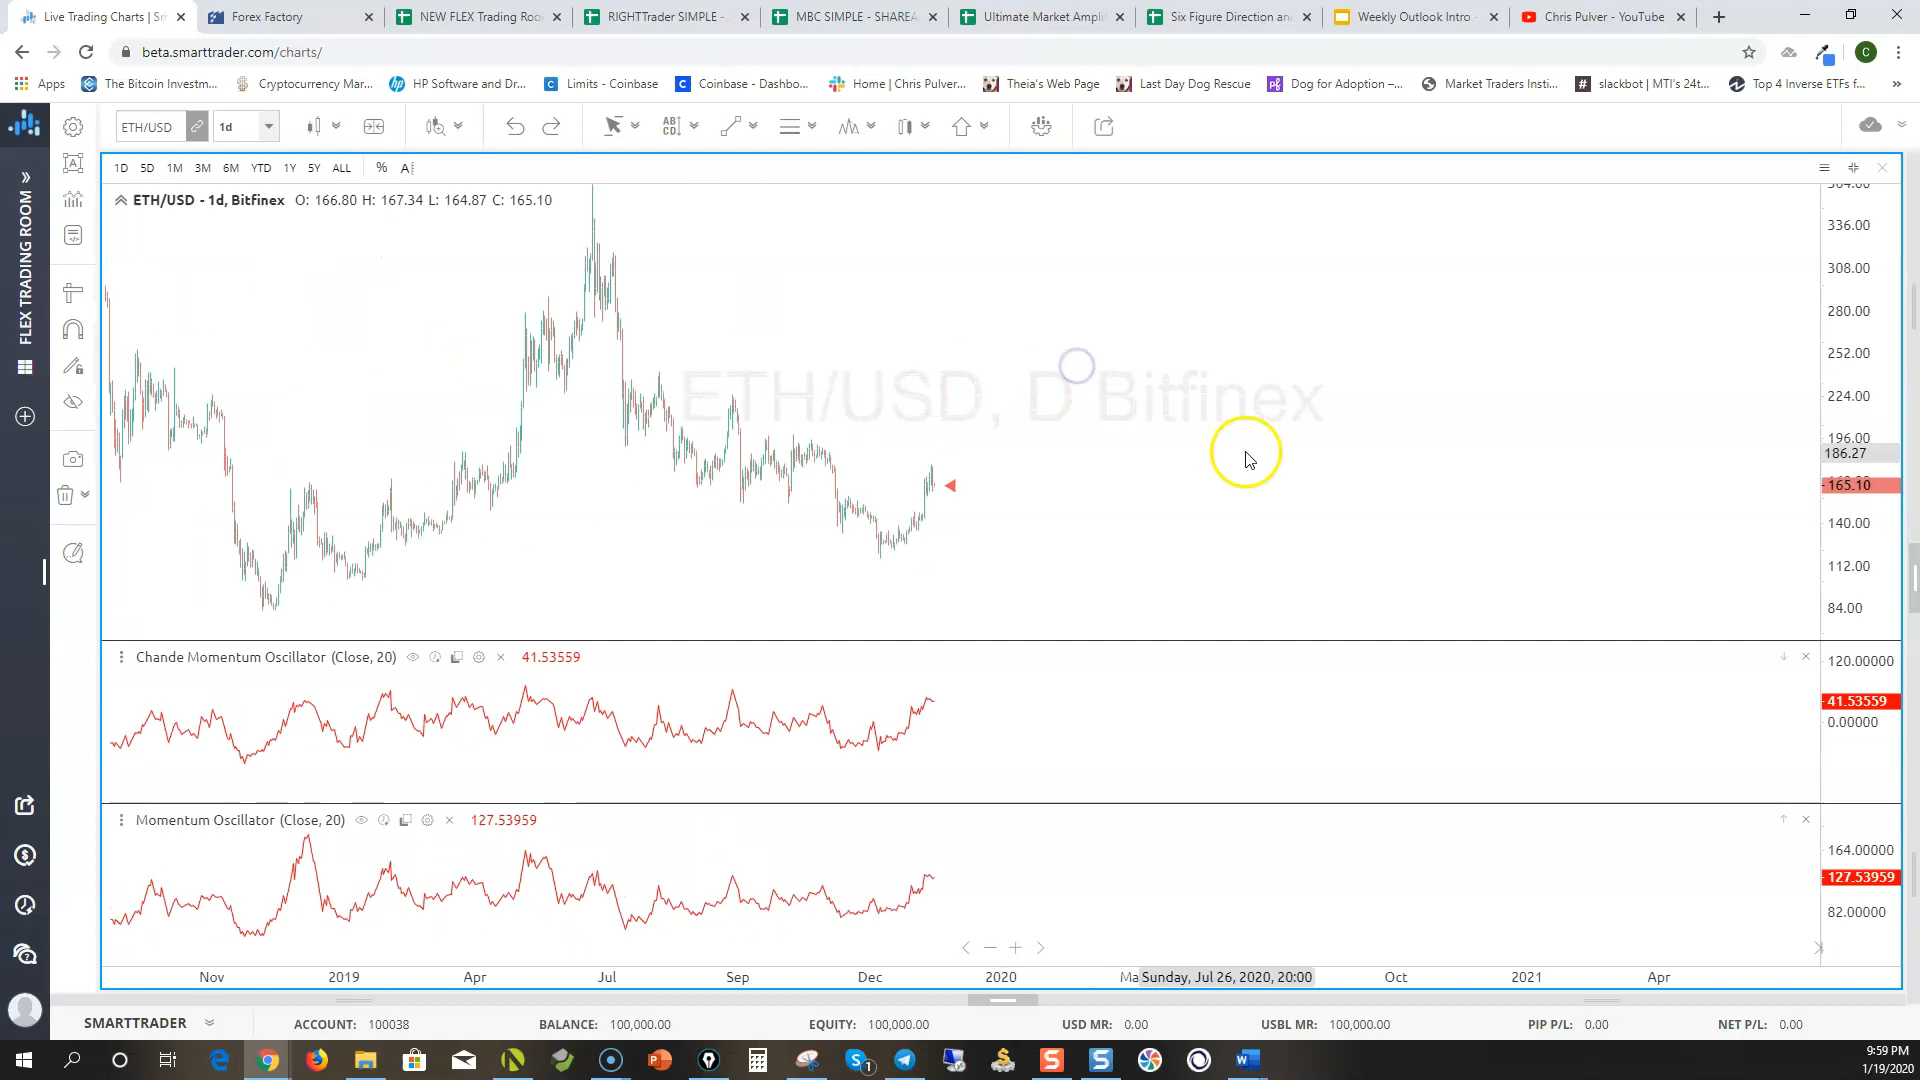 Live Trading Charts | Sm
Forex Factory
NEW FLEX Trading Roo
RIGHTTrader SIMPLE - S
MBC SIMPLE - SHAREA
Ultimate Market Amplif
Six Figure Direction an
Weekly Outlook Intro -
Chris Pulver - YouTube
beta.smarttrader.com/charts/
C
Apps
The Bitcoin Investm...
Cryptocurrency Mar...
HP Software and Dr...
Limits - Coinbase
Coinbase - Dashbo...
Home | Chris Pulver...
Theia's Web Page
Last Day Dog Rescue
Dog for Adoption –...
Market Traders Insti...
slackbot | MTI's 24t...
Top 4 Inverse ETFs f...
ETH/USD
1d
AB
CD
1D 5D 1M 3M 6M YTD 1Y 5Y ALL % A
ETH/USD - 1d, Bitfinex O: 166.80 H: 167.34 L: 164.87 C: 165.10
FLEX TRADING ROOM
ETH/USD, D Bitfinex
336.00
308.00
280.00
252.00
224.00
196.00
186.27
165.10
140.00
112.00
84.00
Chande Momentum Oscillator (Close, 20) 41.53559
120.00000
41.53559
0.00000
Momentum Oscillator (Close, 20) 127.53959
164.00000
127.53959
82.00000
Nov 2019 Apr Jul Sep Dec 2020 Ma Sunday, Jul 26, 2020, 20:00 Oct 2021 Apr
SMARTTRADER ACCOUNT: 100038 BALANCE: 100,000.00 EQUITY: 100,000.00 USD MR: 0.00 USBL MR: 100,000.00 PIP P/L: 0.00 NET P/L: 0.00
9:59 PM
1/19/2020